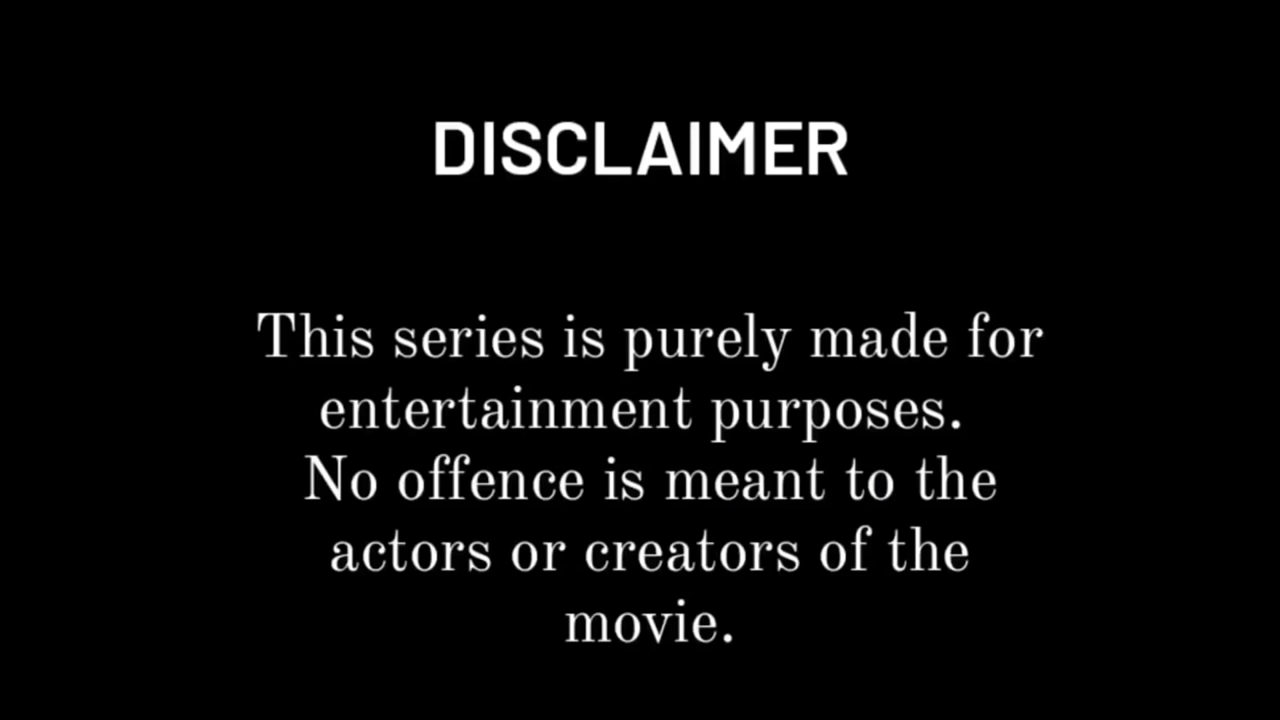 DISCLAIMER
This series is purely made for
entertainment purposes.
No offence is meant to the
actors or creators of the
movie.